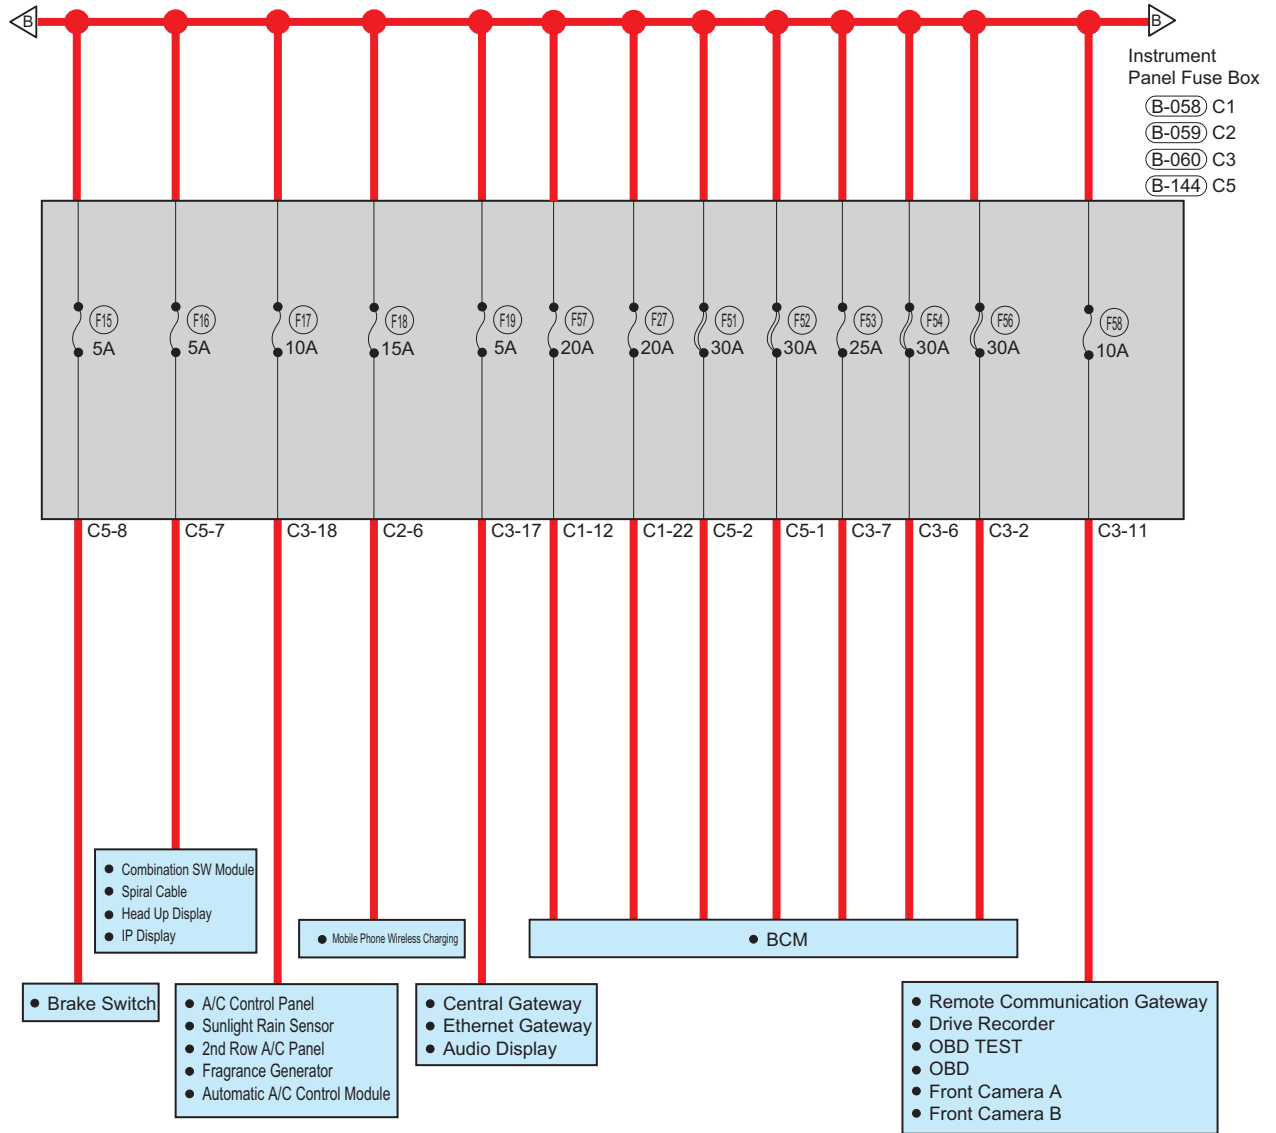 B
B
Instrument
Panel Fuse Box
B-058 C1
B-059 C2
B-060 C3
B-144 C5
F15 F16 F17 F18 F19 F57 F27 F51 F52 F53 F54 F56 F58
5A 5A 10A 15A 5A 20A 20A 30A 30A 25A 30A 30A 10A
C5-8 C5-7 C3-18 C2-6 C3-17 C1-12 C1-22 C5-2 C5-1 C3-7 C3-6 C3-2 C3-11
● Combination SW Module
● Spiral Cable
● Head Up Display
● IP Display
● Mobile Phone Wireless Charging
● BCM
● Brake Switch
● A/C Control Panel
● Sunlight Rain Sensor
● 2nd Row A/C Panel
● Fragrance Generator
● Automatic A/C Control Module
● Central Gateway
● Ethernet Gateway
● Audio Display
● Remote Communication Gateway
● Drive Recorder
● OBD TEST
● OBD
● Front Camera A
● Front Camera B